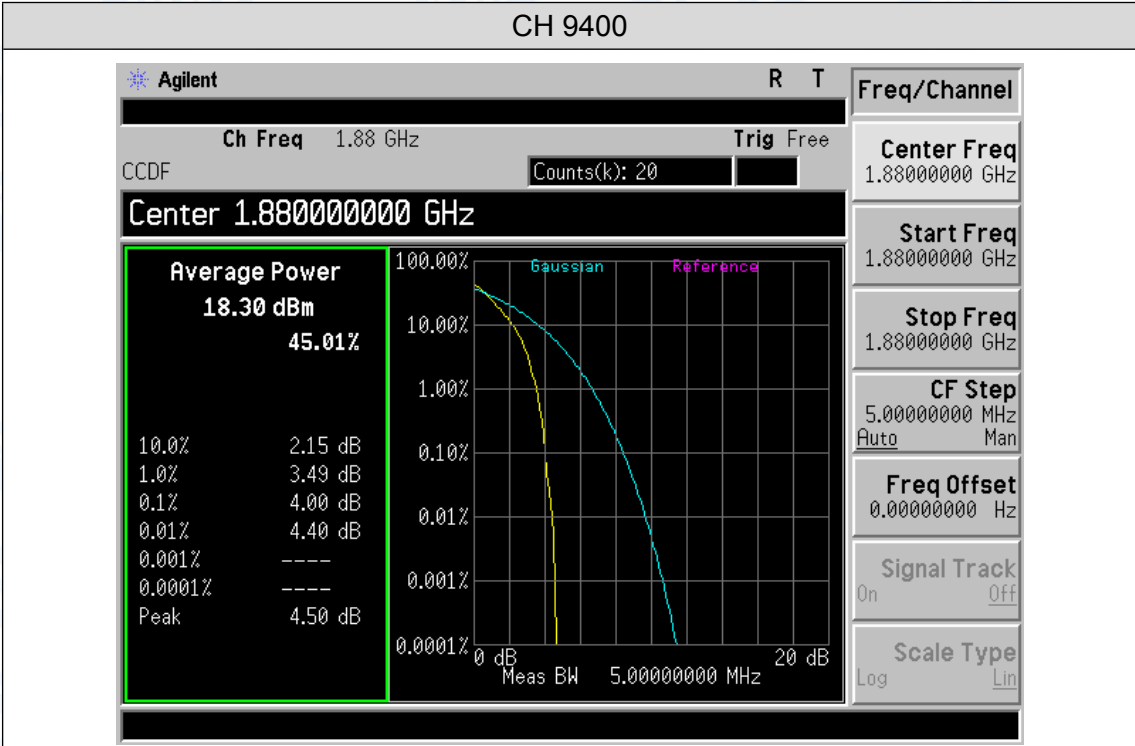 CH 9400
Agilent R T
Ch Freq 1.88 GHz Trig Free
CCDF Counts(k): 20
Center 1.880000000 GHz
Average Power
18.30 dBm
45.01%
10.0% 2.15 dB
1.0% 3.49 dB
0.1% 4.00 dB
0.01% 4.40 dB
0.001% ----
0.0001% ----
Peak 4.50 dB
Gaussian Reference
100.00%
10.00%
1.00%
0.10%
0.01%
0.001%
0.0001%
0 dB 20 dB
Meas BW 5.00000000 MHz
Freq/Channel
Center Freq
1.88000000 GHz
Start Freq
1.88000000 GHz
Stop Freq
1.88000000 GHz
CF Step
5.00000000 MHz
Auto Man
Freq Offset
0.00000000 Hz
Signal Track
On Off
Scale Type
Log Lin